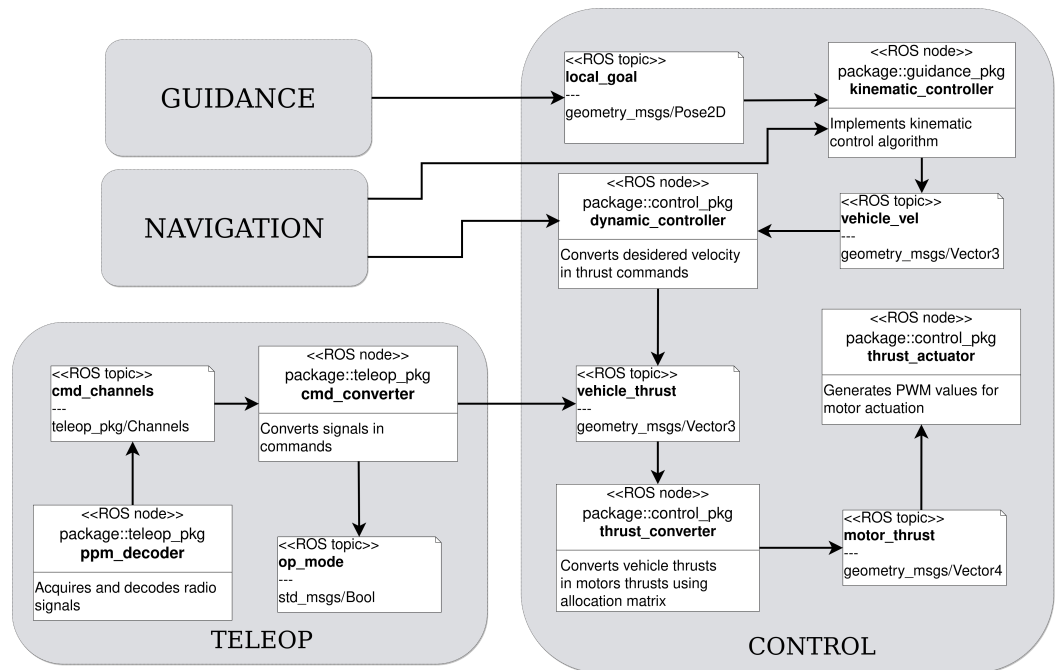 GUIDANCE
NAVIGATION
<<ROS topic>>
local_goal
---
geometry_msgs/Pose2D
<<ROS node>>
package::guidance_pkg
kinematic_controller
Implements kinematic
control algorithm
<<ROS node>>
package::control_pkg
dynamic_controller
Converts desidered velocity
in thrust commands
<<ROS topic>>
vehicle_vel
---
geometry_msgs/Vector3
<<ROS topic>>
cmd_channels
---
teleop_pkg/Channels
<<ROS node>>
package::teleop_pkg
cmd_converter
Converts signals in
commands
<<ROS topic>>
vehicle_thrust
---
geometry_msgs/Vector3
<<ROS node>>
package::control_pkg
thrust_actuator
Generates PWM values for
motor actuation
<<ROS node>>
package::teleop_pkg
ppm_decoder
Acquires and decodes radio
signals
<<ROS topic>>
op_mode
---
std_msgs/Bool
TELEOP
<<ROS node>>
package::control_pkg
thrust_converter
Converts vehicle thrusts
in motors thrusts using
allocation matrix
<<ROS topic>>
motor_thrust
---
geometry_msgs/Vector4
CONTROL